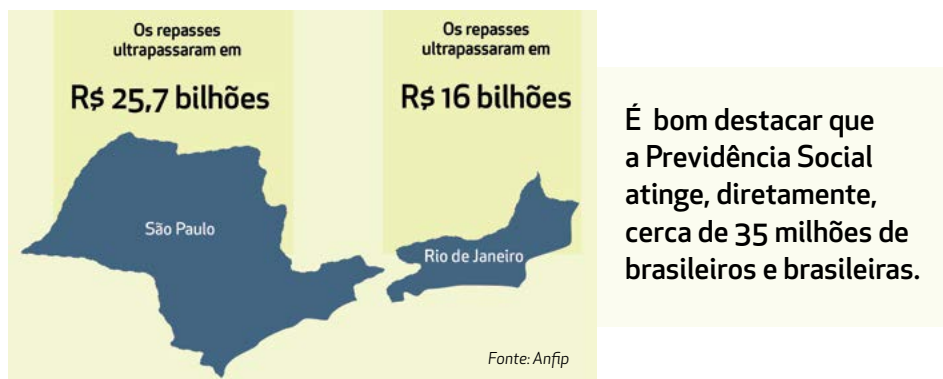 Os repasses
ultrapassaram em
R$ 25,7 bilhões
São Paulo
Os repasses
ultrapassaram em
R$ 16 bilhões
Rio de Janeiro
Fonte: Anfip
É bom destacar que
a Previdência Social
atinge, diretamente,
cerca de 35 milhões de
brasileiros e brasileiras.